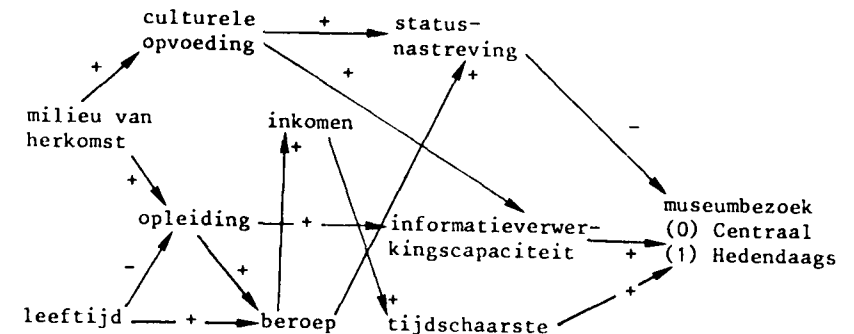 culturele
opvoeding
+
status-
nastreving
+
+
+
milieu van
herkomst
inkomen
+
-
+
museumbezoek
(0) Centraal
(1) Hedendaags
opleiding
+
informatieverwer-
kingscapaciteit
+
-
+
+
+
leeftijd
+
beroep
tijdschaarste